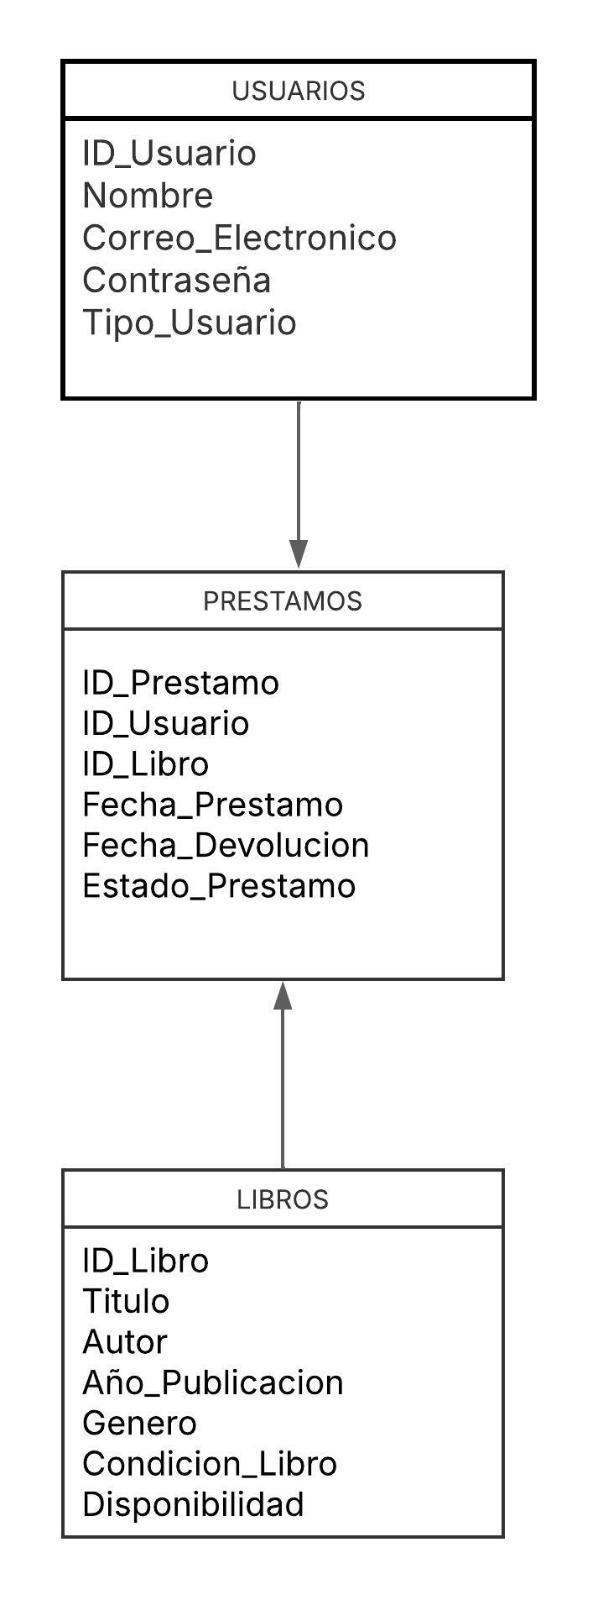 USUARIOS
ID_Usuario
Nombre
Correo_Electronico
Contraseña
Tipo_Usuario
PRESTAMOS
ID_Prestamo
ID_Usuario
ID_Libro
Fecha_Prestamo
Fecha_Devolucion
Estado_Prestamo
LIBROS
ID_Libro
Titulo
Autor
Año_Publicacion
Genero
Condicion_Libro
Disponibilidad